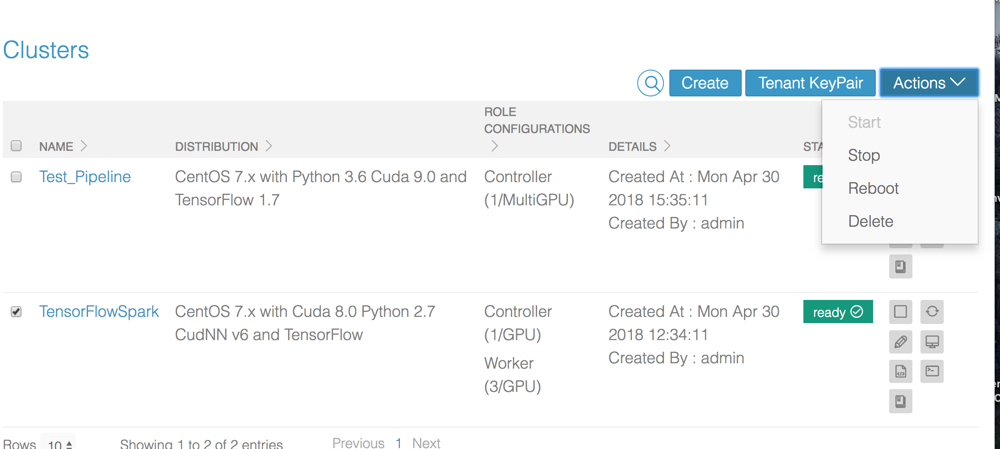 Clusters
Create
Tenant KeyPair
Actions
ROLE
CONFIGURATIONS
NAME
DISTRIBUTION
DETAILS
STA
Start
Stop
Reboot
Delete
Test_Pipeline
CentOS 7.x with Python 3.6 Cuda 9.0 and
TensorFlow 1.7
Controller
(1/MultiGPU)
Created At : Mon Apr 30
2018 15:35:11
Created By : admin
re
TensorFlowSpark
CentOS 7.x with Cuda 8.0 Python 2.7
CudNN v6 and TensorFlow
Controller
(1/GPU)
Worker
(3/GPU)
Created At : Mon Apr 30
2018 12:34:11
Created By : admin
ready
Rows 10
Showing 1 to 2 of 2 entries
Previous 1 Next